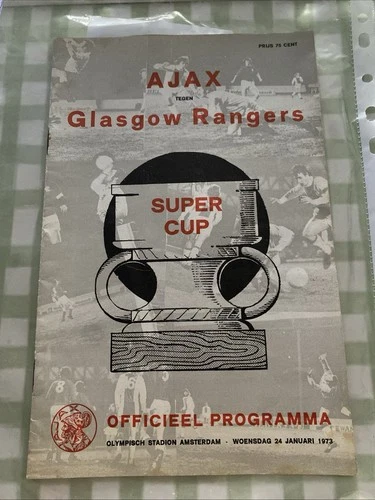 PRIJS 75 CENT
AJAX
TEGEN
Glasgow Rangers
SUPER
CUP
OFFICIEEL PROGRAMMA
OLYMPISCH STADION AMSTERDAM - WOENSDAG 24 JANUARI 1973